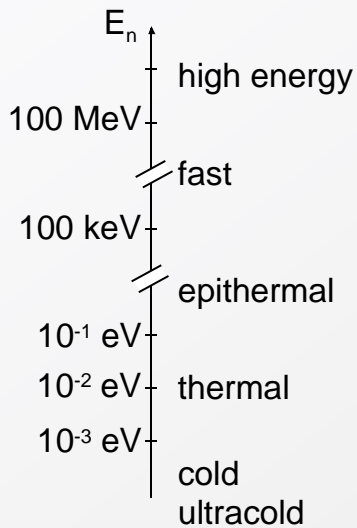 Eₙ
high energy
100 MeV
fast
100 keV
epithermal
10⁻¹ eV
10⁻² eV thermal
10⁻³ eV
cold
ultracold